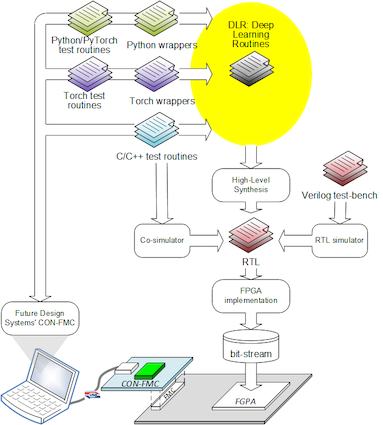 Python/PyTorch
test routines
Python wrappers
DLR: Deep
Learning
Routines
Torch test
routines
Torch wrappers
C/C++ test routines
High-Level
Synthesis
Verilog test-bench
Co-simulator
RTL
RTL simulator
FPGA
implementation
Future Design
Systems' CON-FMC
bit-stream
CON-FMC
FMC
FGPA